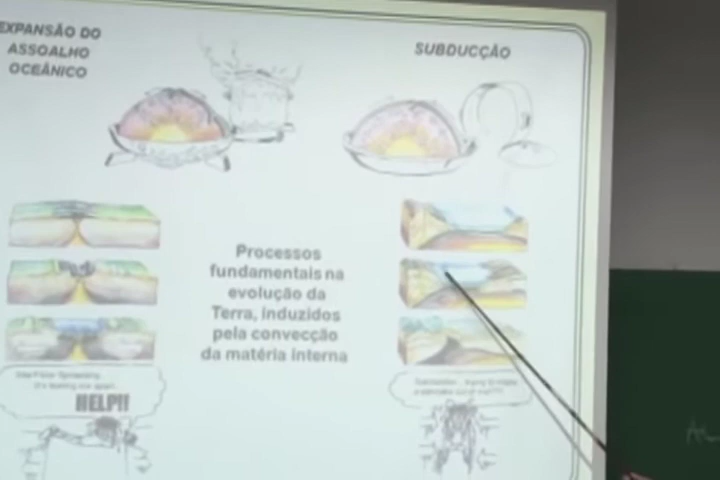 EXPANSÃO DO
ASSOALHO
OCEÂNICO
SUBDUCÇÃO
Processos
fundamentais na
evolução da
Terra, induzidos
pela convecção
da matéria interna
HELP!!